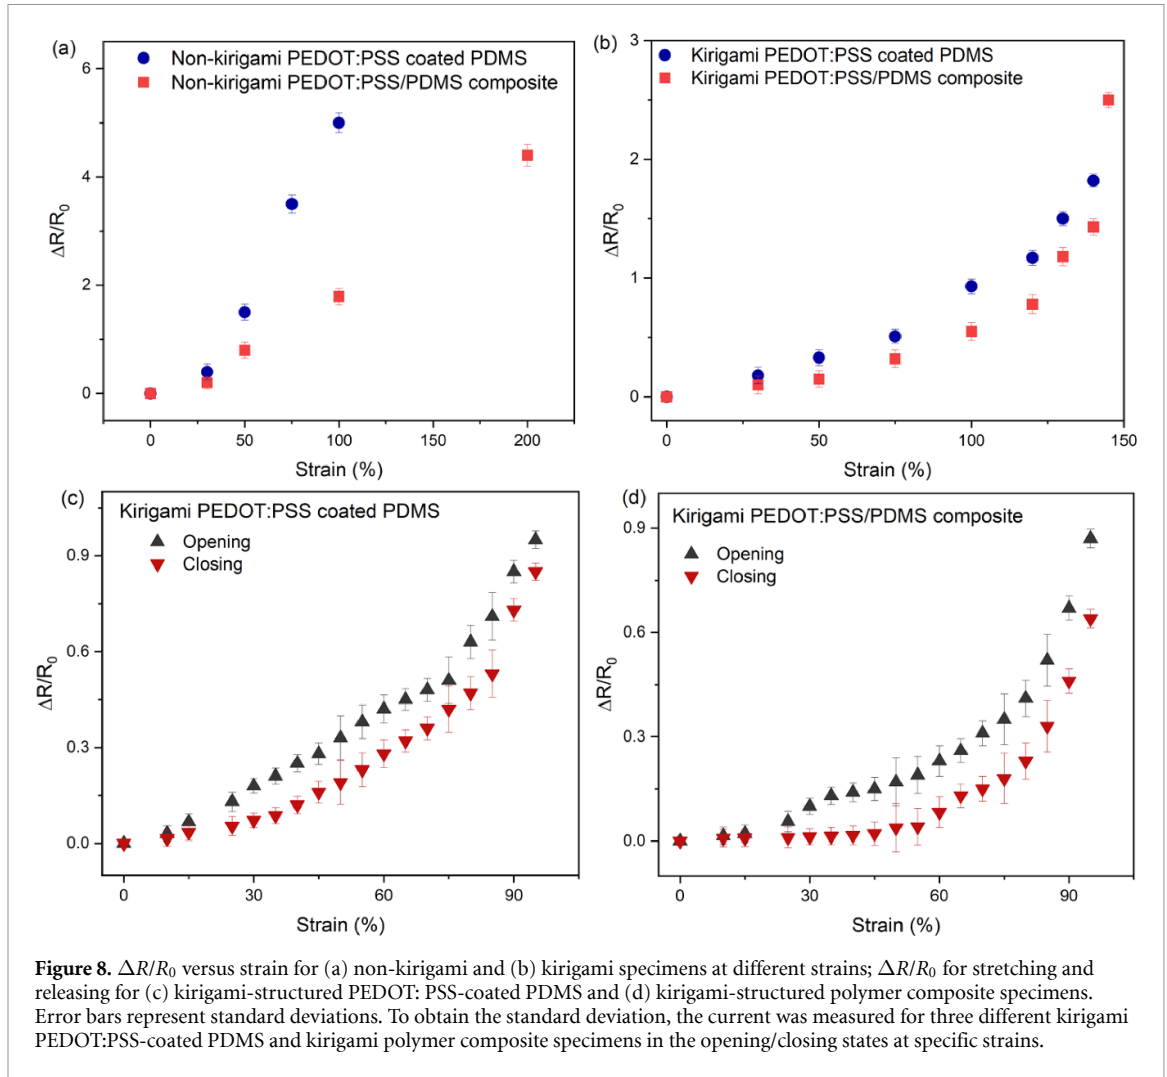 (a)
Non-kirigami PEDOT:PSS coated PDMS
Non-kirigami PEDOT:PSS/PDMS composite
6
4
2
0
ΔR/R0
0
50
100
150
200
Strain (%)
(b)
Kirigami PEDOT:PSS coated PDMS
Kirigami PEDOT:PSS/PDMS composite
3
2
1
0
ΔR/R0
0
50
100
150
Strain (%)
(c)
Kirigami PEDOT:PSS coated PDMS
Opening
Closing
0.9
0.6
0.3
0.0
ΔR/R0
0
30
60
90
Strain (%)
(d)
Kirigami PEDOT:PSS/PDMS composite
Opening
Closing
0.9
0.6
0.3
0.0
ΔR/R0
0
30
60
90
Strain (%)
Figure 8. ΔR/R0 versus strain for (a) non-kirigami and (b) kirigami specimens at different strains; ΔR/R0 for stretching and
releasing for (c) kirigami-structured PEDOT: PSS-coated PDMS and (d) kirigami-structured polymer composite specimens.
Error bars represent standard deviations. To obtain the standard deviation, the current was measured for three different kirigami
PEDOT:PSS-coated PDMS and kirigami polymer composite specimens in the opening/closing states at specific strains.